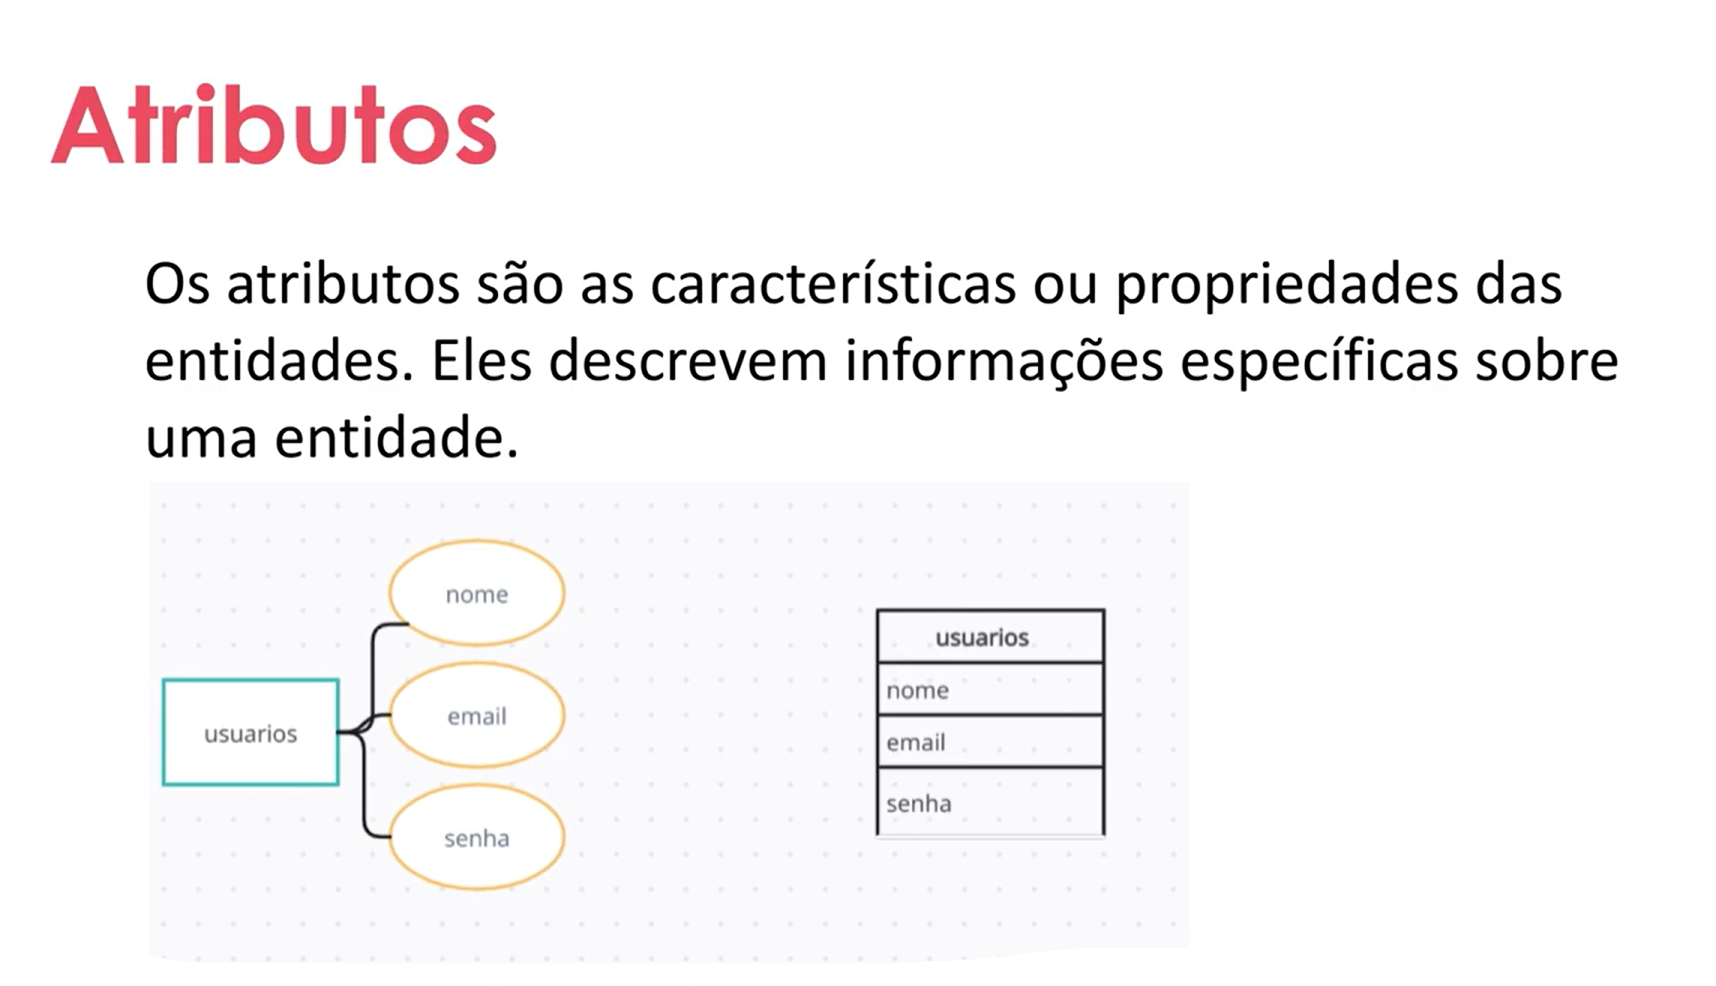 Atributos
Os atributos são as características ou propriedades das
entidades. Eles descrevem informações específicas sobre
uma entidade.
nome
email
senha
usuarios
usuarios
nome
email
senha